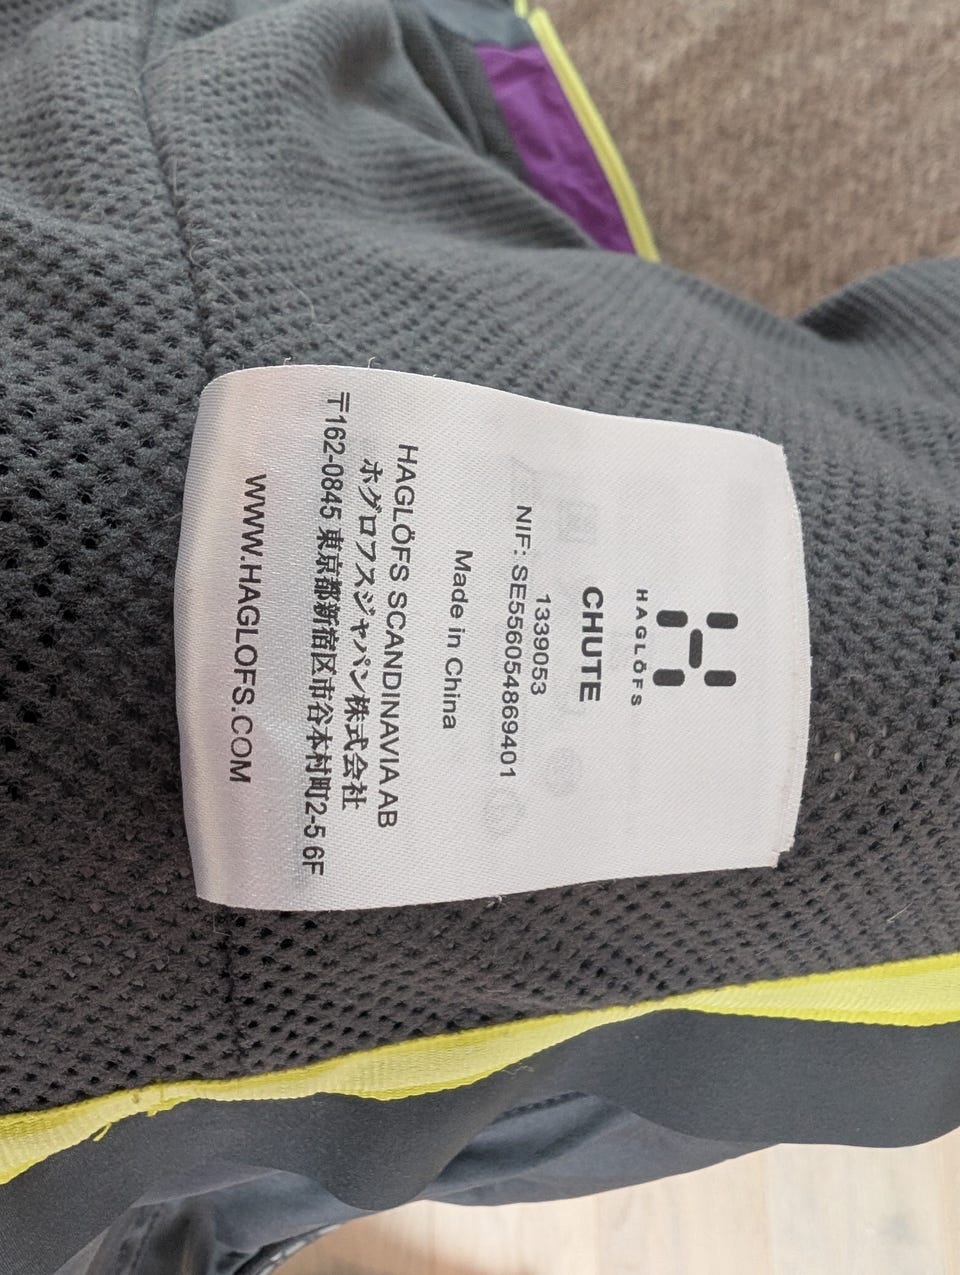 HAGLÖFS
CHUTE
1339053
NIF: SE556054869401
Made in China
HAGLÖFS SCANDINAVIA AB
ホグロフスジャパン株式会社
〒162-0845 東京都新宿区市谷本村町2-5 6F
WWW.HAGLOFS.COM